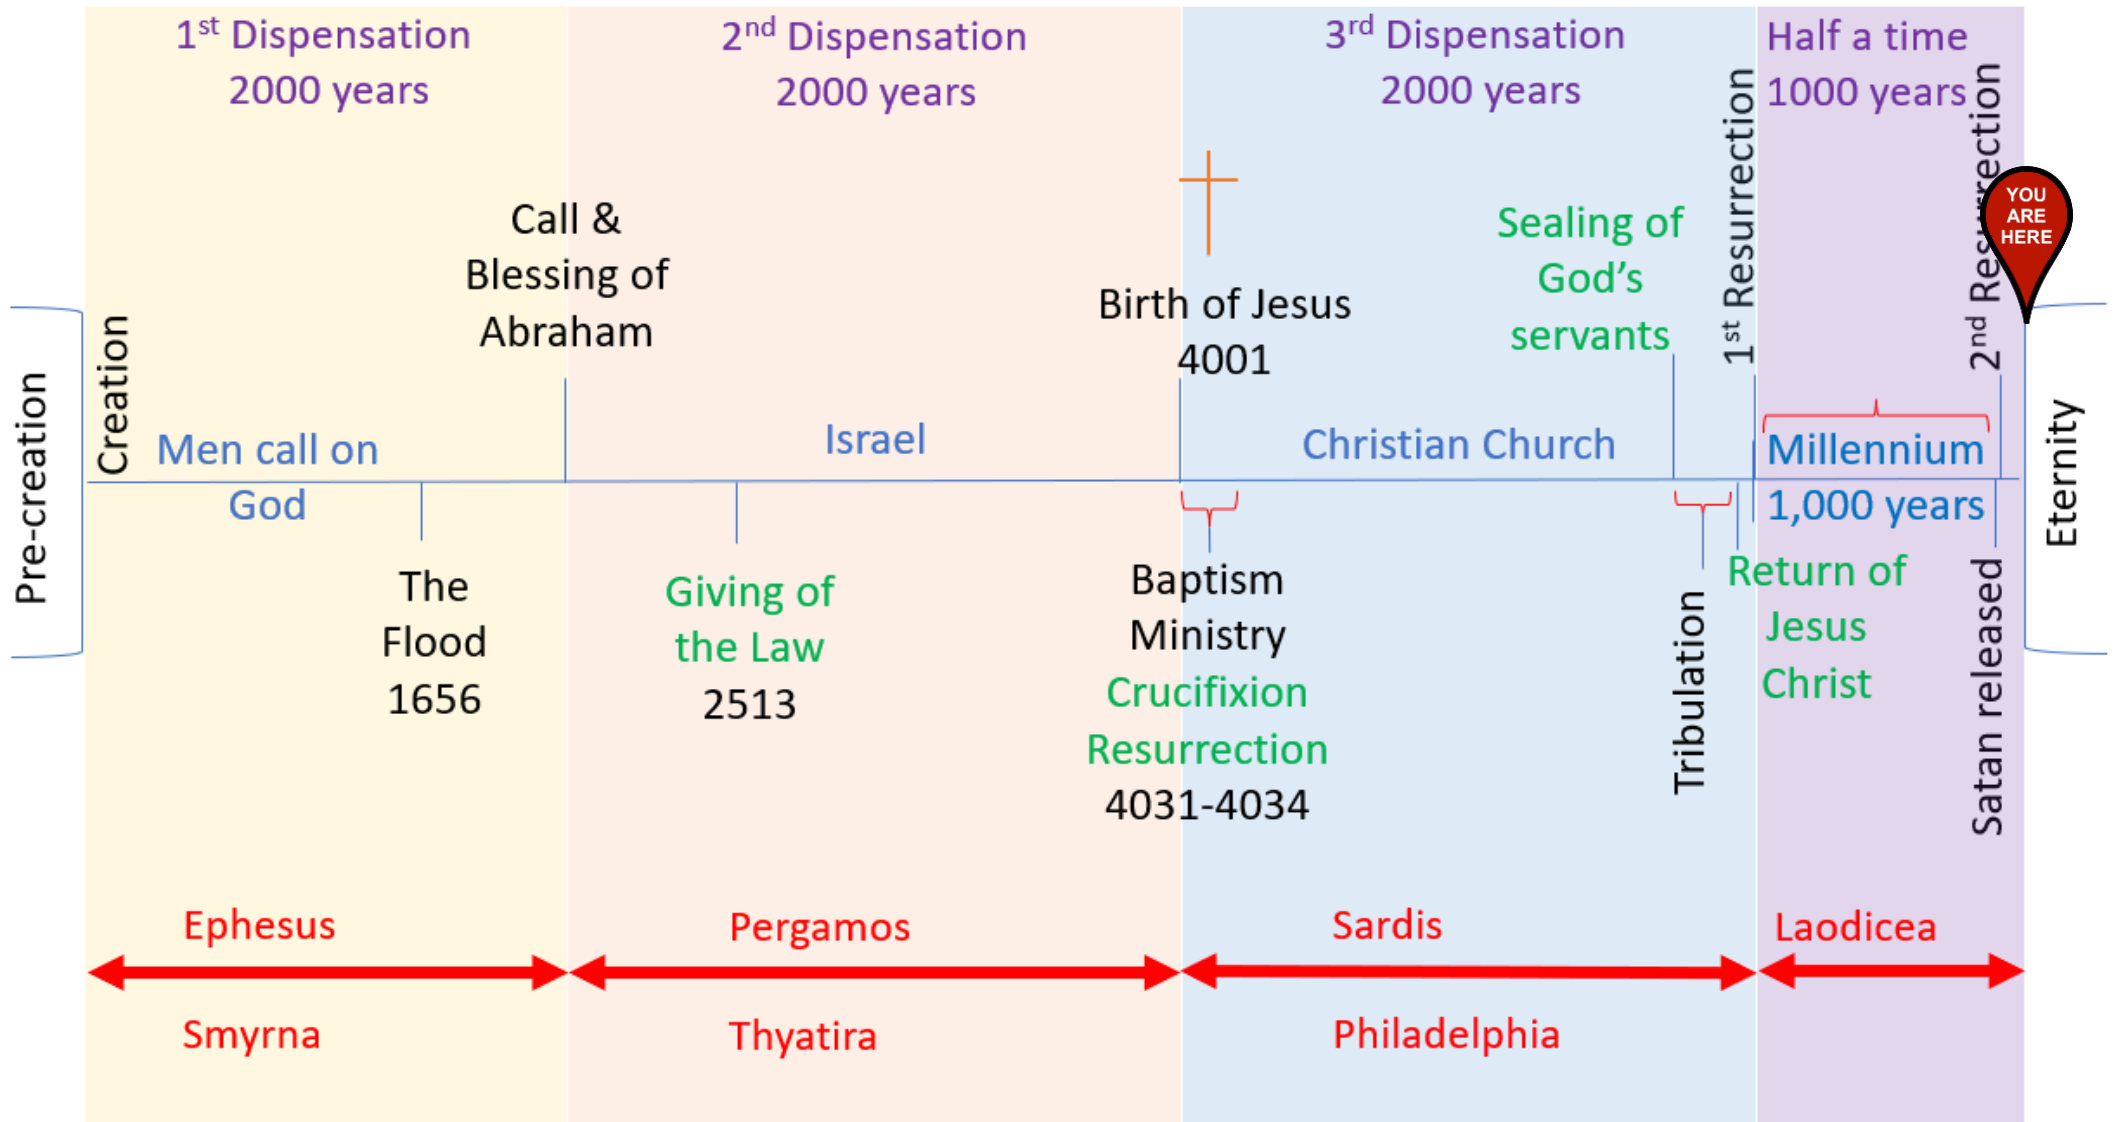 1st Dispensation
2000 years
2nd Dispensation
2000 years
3rd Dispensation
2000 years
Half a time
1000 years
Pre-creation
Creation
Men call on
God
Call &
Blessing of
Abraham
Israel
Birth of Jesus
4001
Christian Church
Sealing of
God's
servants
1st Resurrection
2nd Resurrection
YOU
ARE
HERE
Millennium
1,000 years
Eternity
The
Flood
1656
Giving of
the Law
2513
Baptism
Ministry
Crucifixion
Resurrection
4031-4034
Tribulation
Return of
Jesus
Christ
Satan released
Ephesus
Pergamos
Sardis
Laodicea
Smyrna
Thyatira
Philadelphia